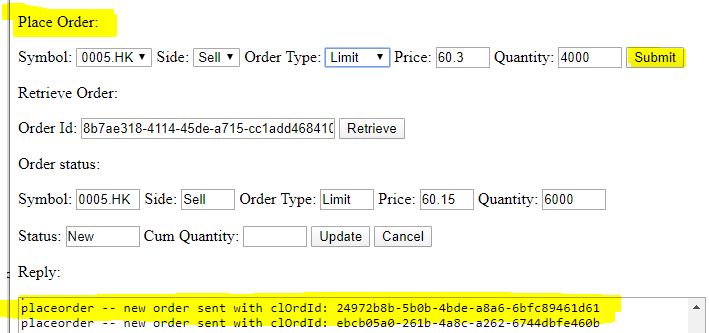 Place Order:
Symbol: 0005.HK Side: Sell Order Type: Limit Price: 60.3 Quantity: 4000 Submit
Retrieve Order:
Order Id: 8b7ae318-4114-45de-a715-cc1add468410 Retrieve
Order status:
Symbol: 0005.HK Side: Sell Order Type: Limit Price: 60.15 Quantity: 6000
Status: New Cum Quantity: Update Cancel
Reply:
placeorder -- new order sent with clOrdId: 24972b8b-5b0b-4bde-a8a6-6bfc89461d61
placeorder -- new order sent with clOrdId: ebcb05a0-261b-4a8c-a262-6744dbfe460b